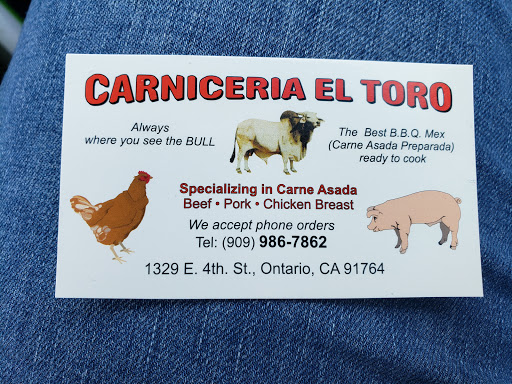 CARNICERIA EL TORO
Always
where you see the BULL
The Best B.B.Q. Mex
(Carne Asada Preparada)
ready to cook
Specializing in Carne Asada
Beef • Pork • Chicken Breast
We accept phone orders
Tel: (909) 986-7862
1329 E. 4th. St., Ontario, CA 91764